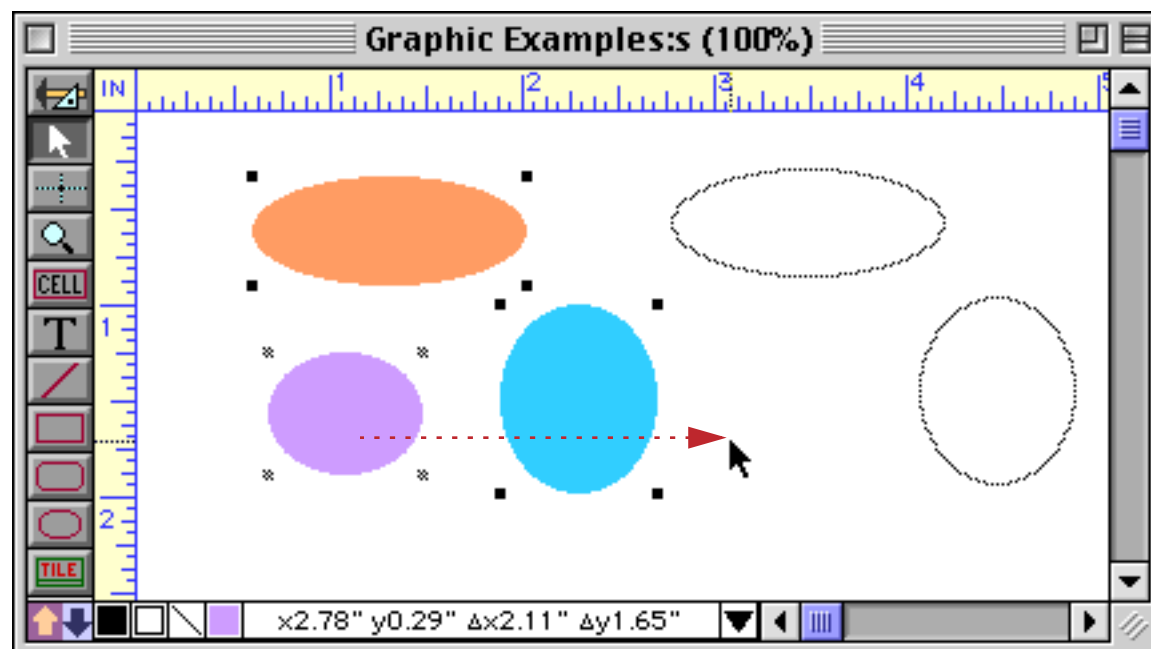 Graphic Examples:s (100%)
IN 1 2 3 4 5
CELL
T
1
2
TILE
x2.78" y0.29" Δx2.11" Δy1.65"